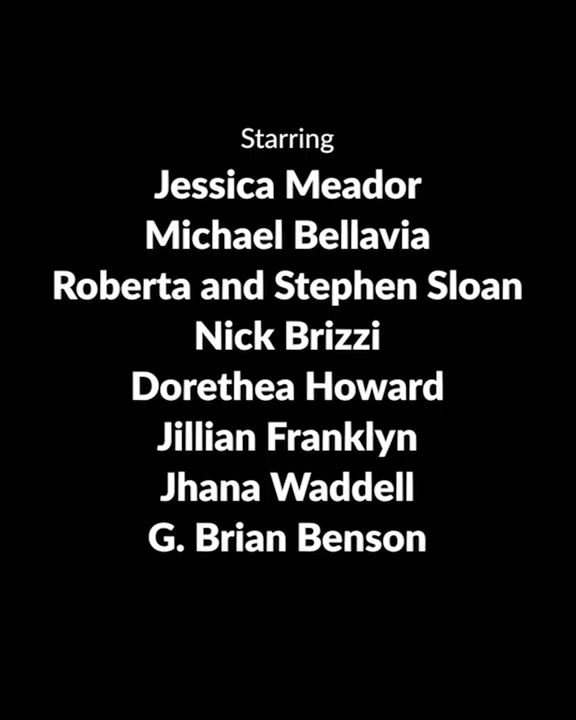 Starring
Jessica Meador
Michael Bellavia
Roberta and Stephen Sloan
Nick Brizzi
Dorethea Howard
Jillian Franklyn
Jhana Waddell
G. Brian Benson